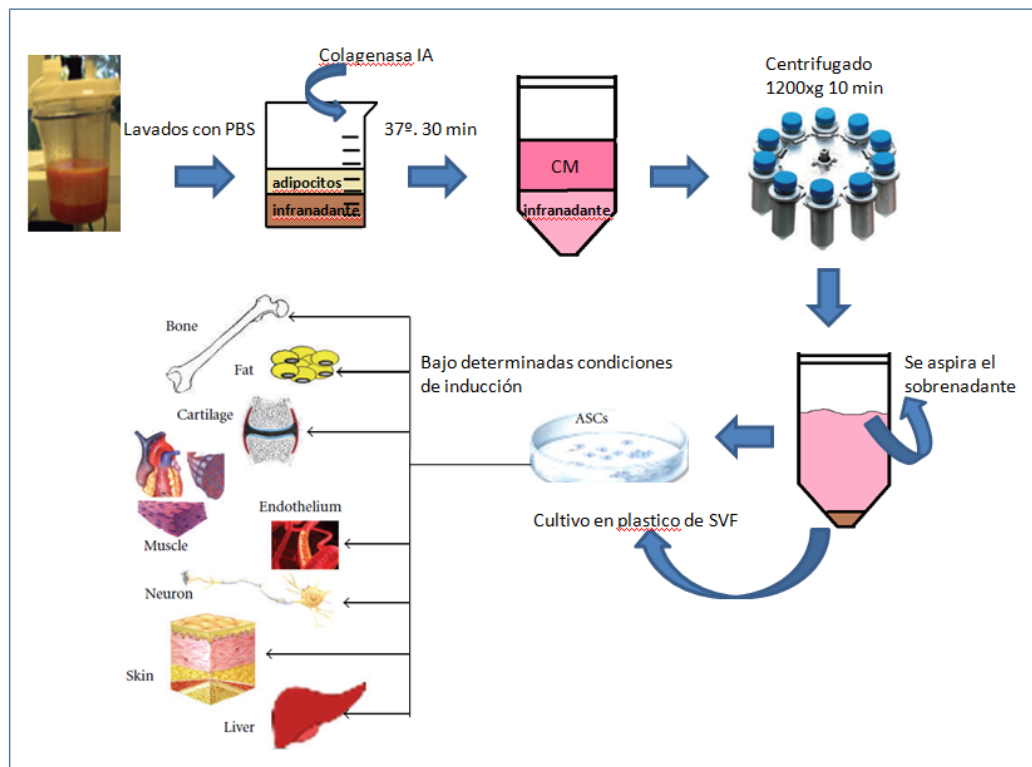 Colagenasa IA
Lavados con PBS
adipocitos
infranadante
37º. 30 min
CM
infranadante
Centrifugado
1200xg 10 min
Se aspira el
sobrenadante
Cultivo en plastico de SVF
ASCs
Bajo determinadas condiciones
de inducción
Bone
Fat
Cartilage
Muscle
Endothelium
Neuron
Skin
Liver